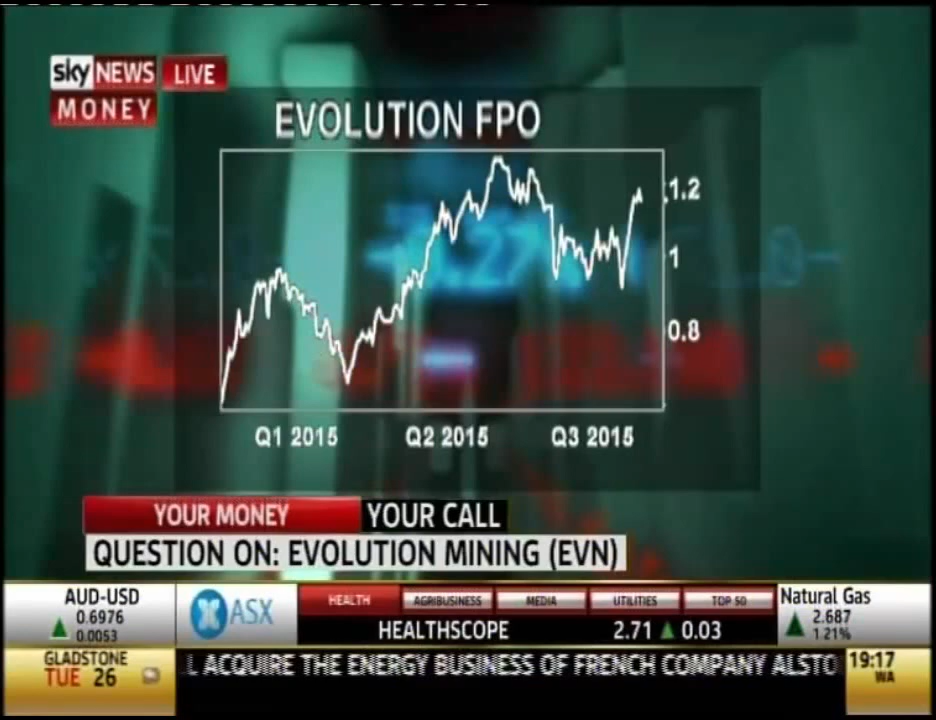 sky NEWS LIVE
MONEY
EVOLUTION FPO
1.2
1
0.8
Q1 2015 Q2 2015 Q3 2015
YOUR MONEY YOUR CALL
QUESTION ON: EVOLUTION MINING (EVN)
AUD-USD
0.6976
0.0053
ASX
HEALTH AGRIBUSINESS MEDIA UTILITIES TOP 50
HEALTHSCOPE 2.71 0.03
Natural Gas
2.687
1.21%
GLADSTONE
TUE 26
L ACQUIRE THE ENERGY BUSINESS OF FRENCH COMPANY ALSTO
19:17
WA